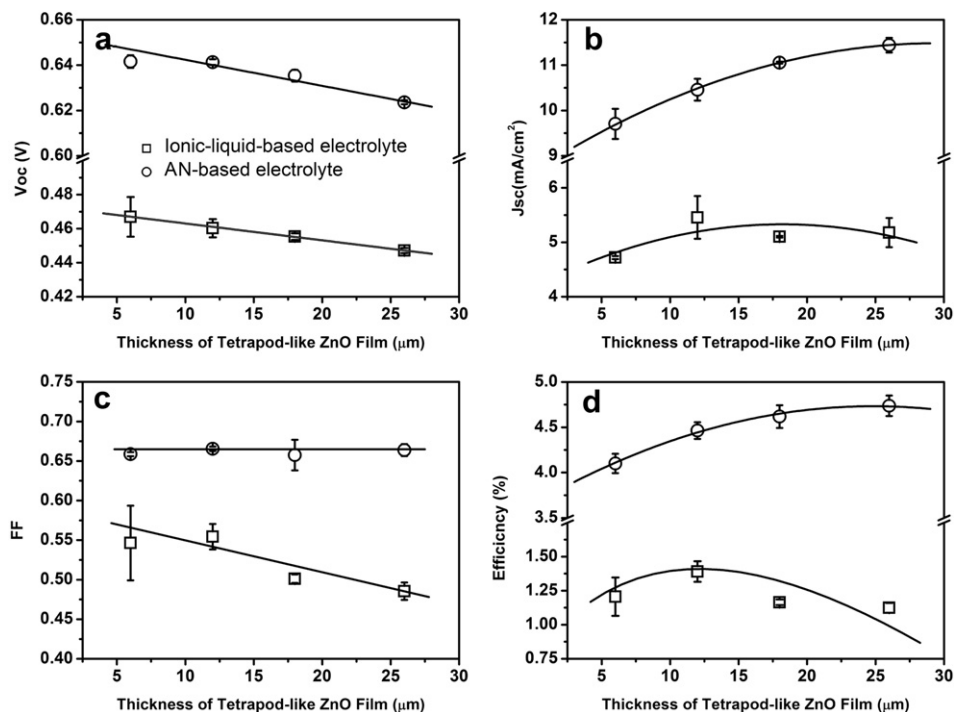 a
0.66
0.64
0.62
0.60
0.48
0.46
0.44
0.42
Voc (V)
Ionic-liquid-based electrolyte
AN-based electrolyte
0 5 10 15 20 25 30
Thickness of Tetrapod-like ZnO Film (μm)
b
12
11
10
9
6
5
4
Jsc(mA/cm²)
0 5 10 15 20 25 30
Thickness of Tetrapod-like ZnO Film (μm)
c
0.75
0.70
0.65
0.60
0.55
0.50
0.45
0.40
FF
0 5 10 15 20 25 30
Thickness of Tetrapod-like ZnO Film (μm)
d
5.0
4.5
4.0
3.5
1.50
1.25
1.00
0.75
Efficicncy (%)
5 10 15 20 25 30
Thickness of Tetrapod-like ZnO Film (μm)